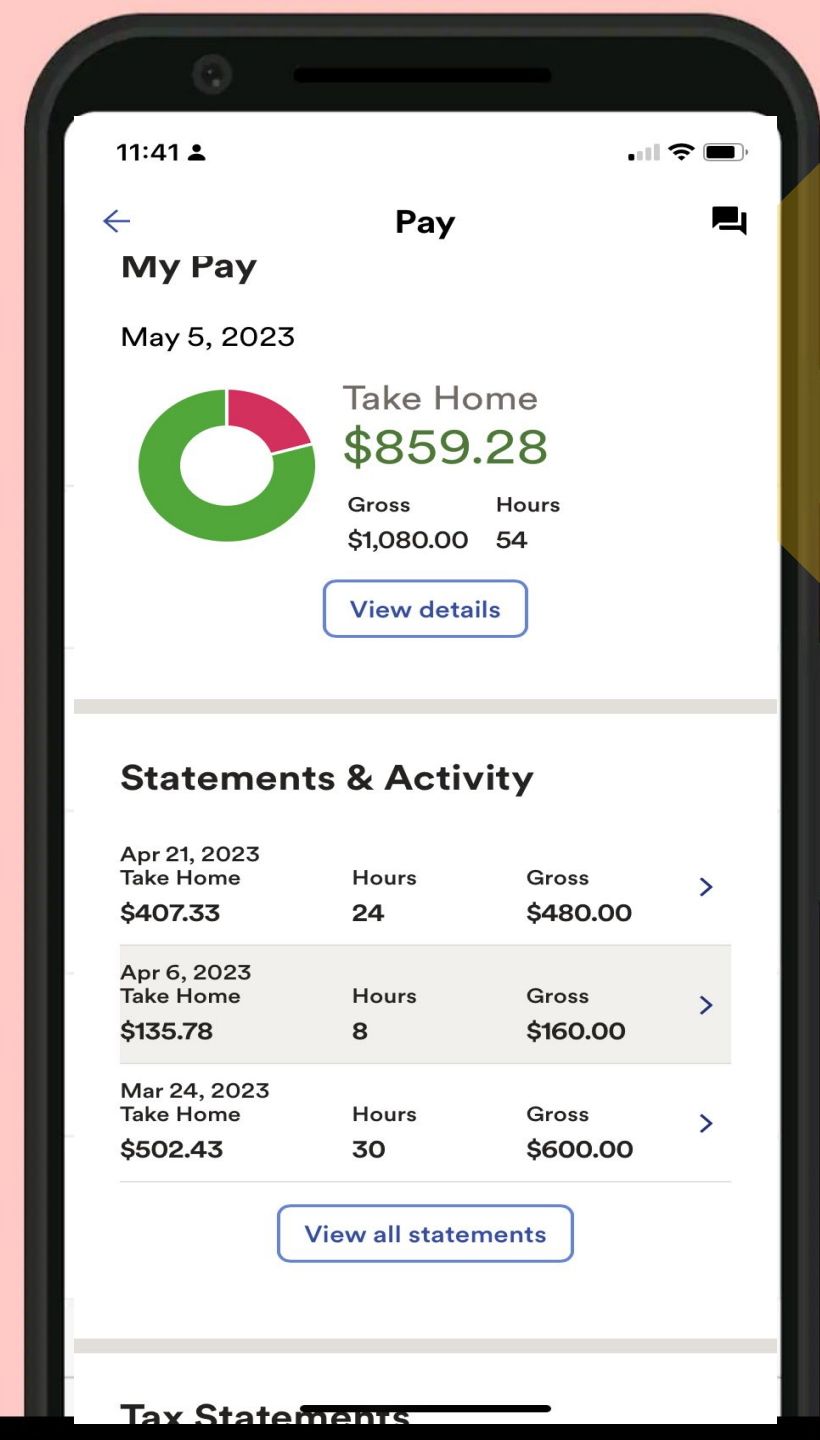 11:41
Pay
My Pay
May 5, 2023
Take Home
$859.28
Gross Hours
$1,080.00 54
View details
Statements & Activity
Apr 21, 2023
Take Home Hours Gross
$407.33 24 $480.00
Apr 6, 2023
Take Home Hours Gross
$135.78 8 $160.00
Mar 24, 2023
Take Home Hours Gross
$502.43 30 $600.00
View all statements
Tax Statements